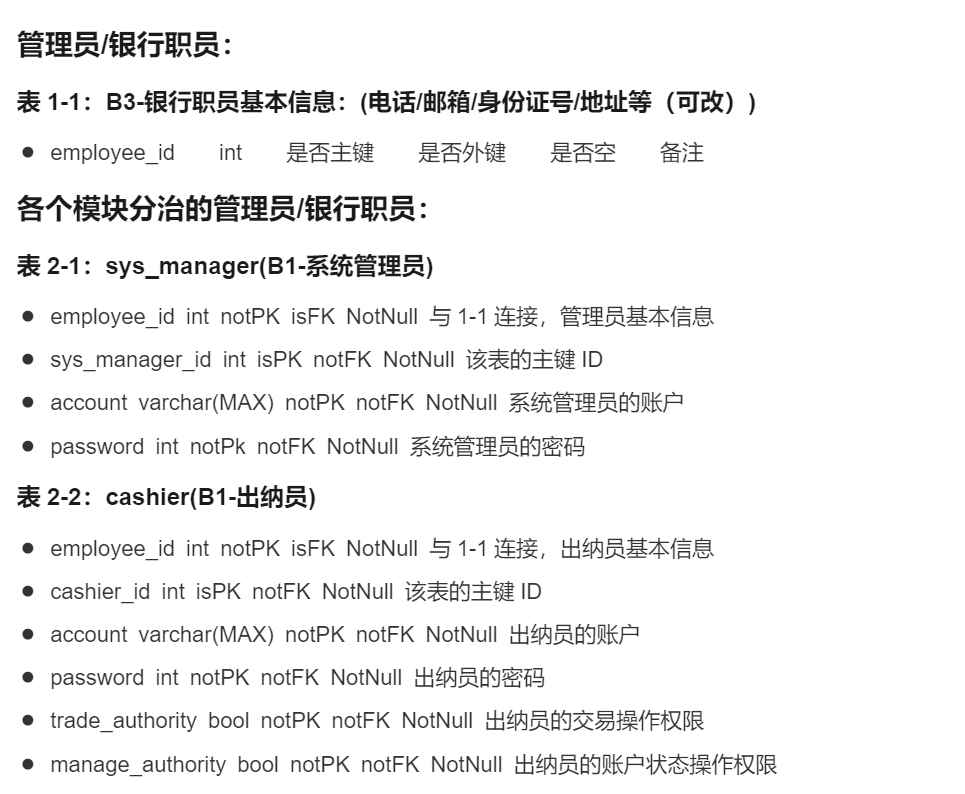 管理员/银行职员：
表 1-1：B3-银行职员基本信息：(电话/邮箱/身份证号/地址等（可改）)
● employee_id int 是否主键 是否外键 是否空 备注
各个模块分治的管理员/银行职员：
表 2-1：sys_manager(B1-系统管理员)
● employee_id int notPK isFK NotNull 与 1-1 连接，管理员基本信息
● sys_manager_id int isPK notFK NotNull 该表的主键 ID
● account varchar(MAX) notPK notFK NotNull 系统管理员的账户
● password int notPk notFK NotNull 系统管理员的密码
表 2-2：cashier(B1-出纳员)
● employee_id int notPK isFK NotNull 与 1-1 连接，出纳员基本信息
● cashier_id int isPK notFK NotNull 该表的主键 ID
● account varchar(MAX) notPK notFK NotNull 出纳员的账户
● password int notPK notFK NotNull 出纳员的密码
● trade_authority bool notPK notFK NotNull 出纳员的交易操作权限
● manage_authority bool notPK notFK NotNull 出纳员的账户状态操作权限